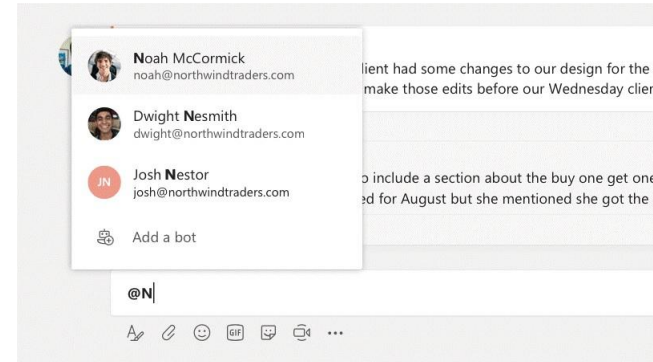 Noah McCormick
noah@northwindtraders.com
lient had some changes to our design for the
Dwight Nesmith
make those edits before our Wednesday clien
dwight@northwindtraders.com
JN
Josh Nestor
josh@northwindtraders.com
o include a section about the buy one get one
ed for August but she mentioned she got the
Add a bot
@N
GIF